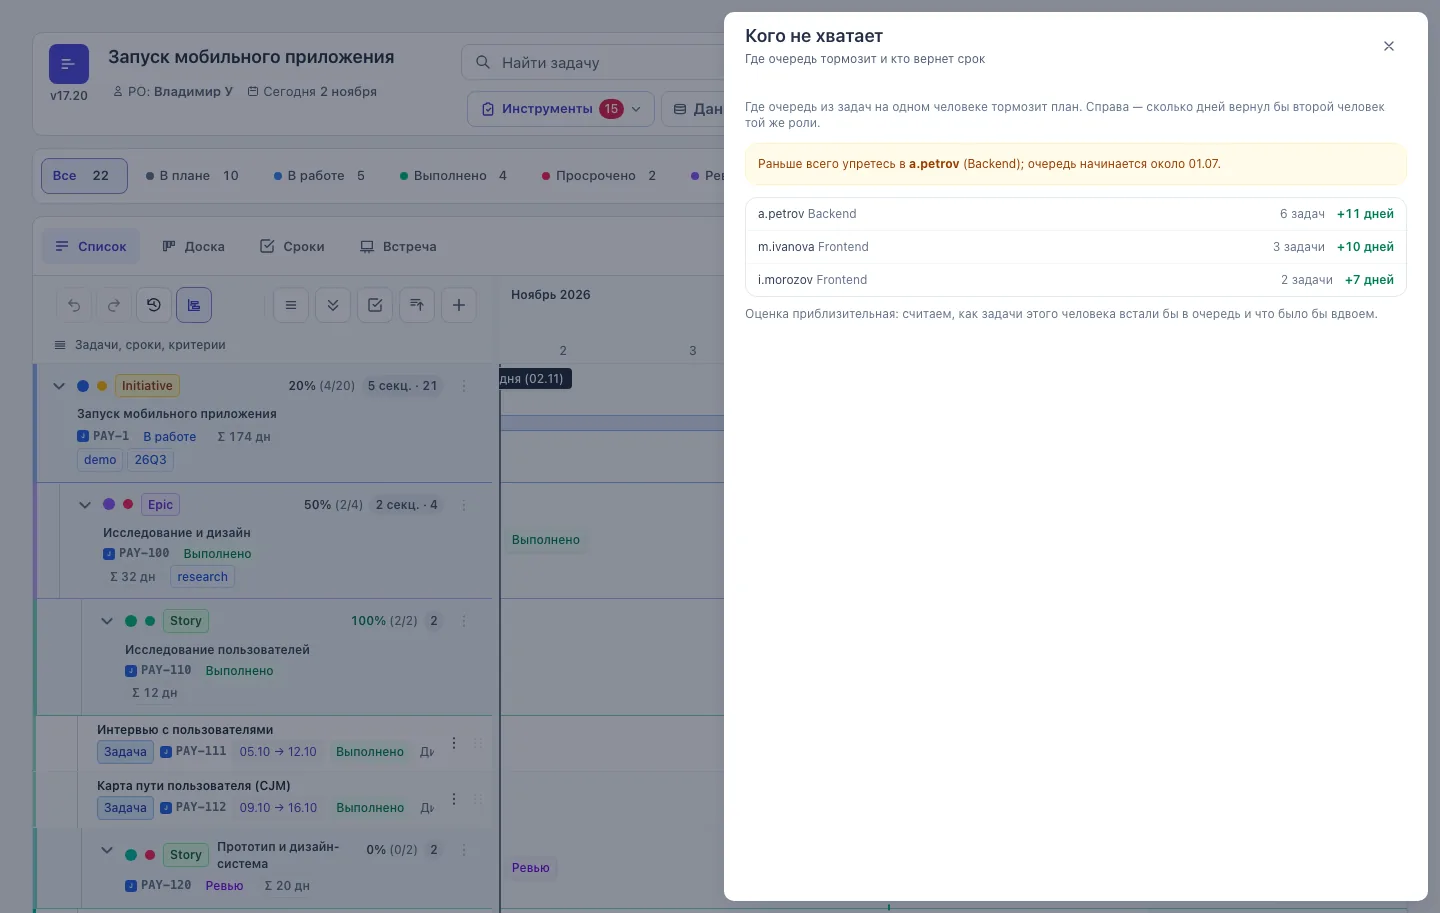 Запуск мобильного приложения
v17.20
PO: Владимир У
Сегодня 2 ноября
Найти задачу
Инструменты 15
Все 22
В плане 10
В работе 5
Выполнено 4
Просрочено 2
Список
Доска
Сроки
Встреча
Ноябрь 2026
Задачи, сроки, критерии
2
3
Initiative
20% (4/20)
5 секц. · 21
дня (02.11)
Запуск мобильного приложения
PAY-1 В работе Σ 174 дн
demo 26Q3
Epic
50% (2/4)
2 секц. · 4
Исследование и дизайн
PAY-100 Выполнено
Σ 32 дн research
Выполнено
Story
100% (2/2)
2
Исследование пользователей
PAY-110 Выполнено
Σ 12 дн
Интервью с пользователями
Задача PAY-111 05.10 → 12.10 Выполнено
Карта пути пользователя (CJM)
Задача PAY-112 09.10 → 16.10 Выполнено
Story
Прототип и дизайн-
система
0% (0/2)
2
PAY-120 Ревью Σ 20 дн
Ревью
Кого не хватает
Где очередь тормозит и кто вернет срок
Где очередь из задач на одном человеке тормозит план. Справа — сколько дней вернул бы второй человек
той же роли.
Раньше всего упретесь в a.petrov (Backend); очередь начинается около 01.07.
a.petrov Backend 6 задач +11 дней
m.ivanova Frontend 3 задачи +10 дней
i.morozov Frontend 2 задачи +7 дней
Оценка приблизительная: считаем, как задачи этого человека встали бы в очередь и что было бы вдвоем.